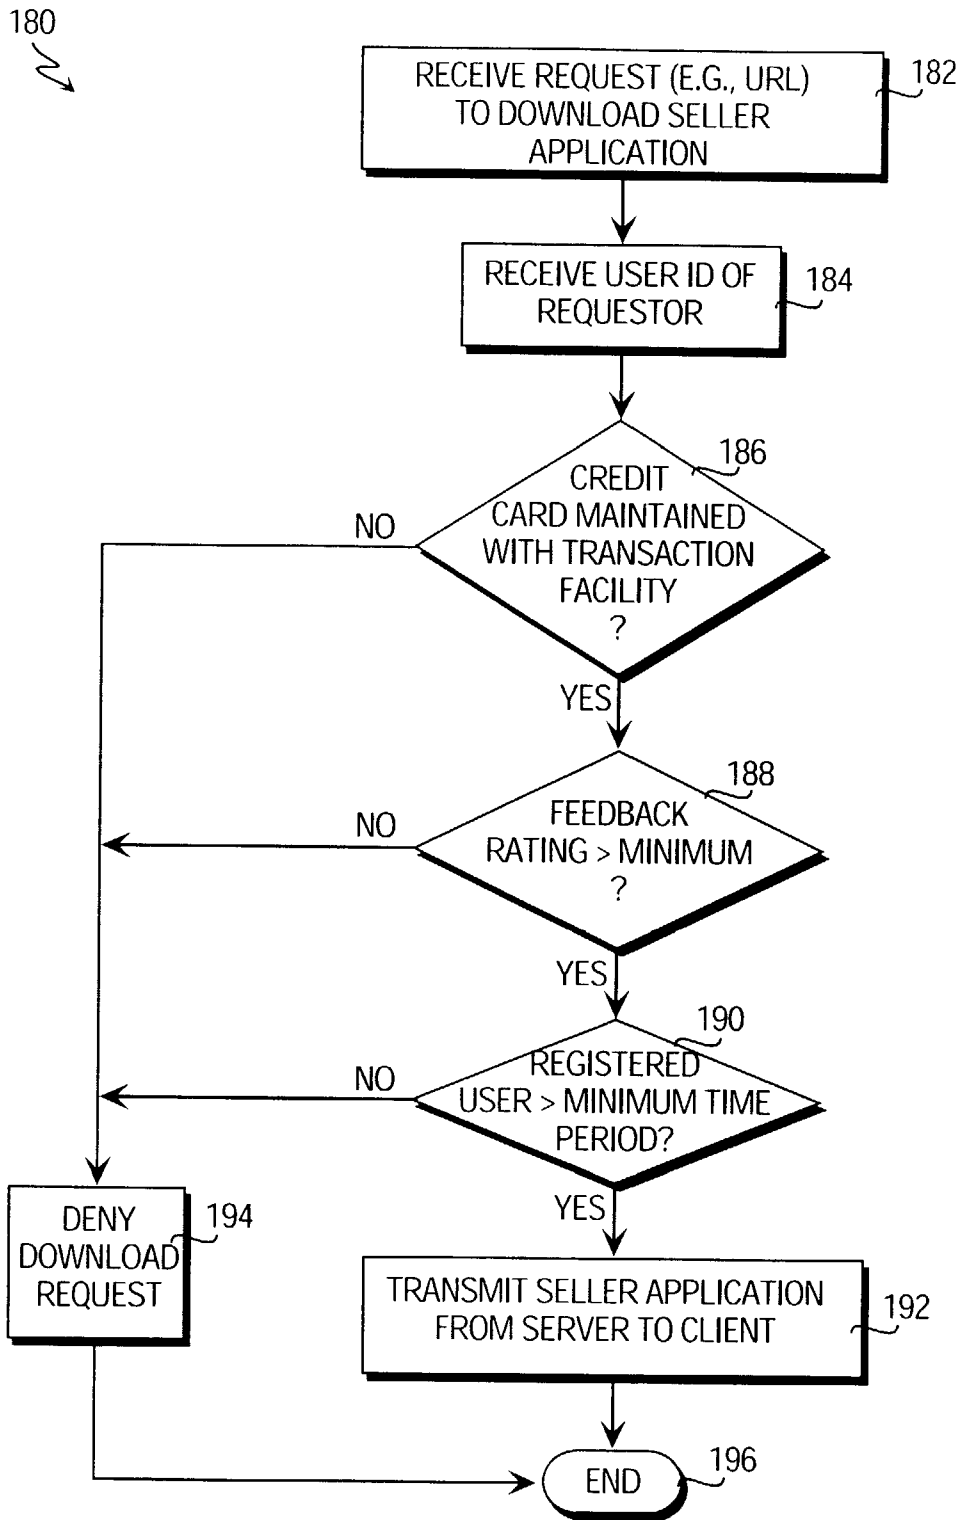 180
RECEIVE REQUEST (E.G., URL)
TO DOWNLOAD SELLER
APPLICATION
182
RECEIVE USER ID OF
REQUESTOR
184
CREDIT
CARD MAINTAINED
WITH TRANSACTION
FACILITY
?
186
NO
YES
FEEDBACK
RATING > MINIMUM
?
188
NO
YES
REGISTERED
USER > MINIMUM TIME
PERIOD?
190
NO
YES
DENY
DOWNLOAD
REQUEST
194
TRANSMIT SELLER APPLICATION
FROM SERVER TO CLIENT
192
END
196